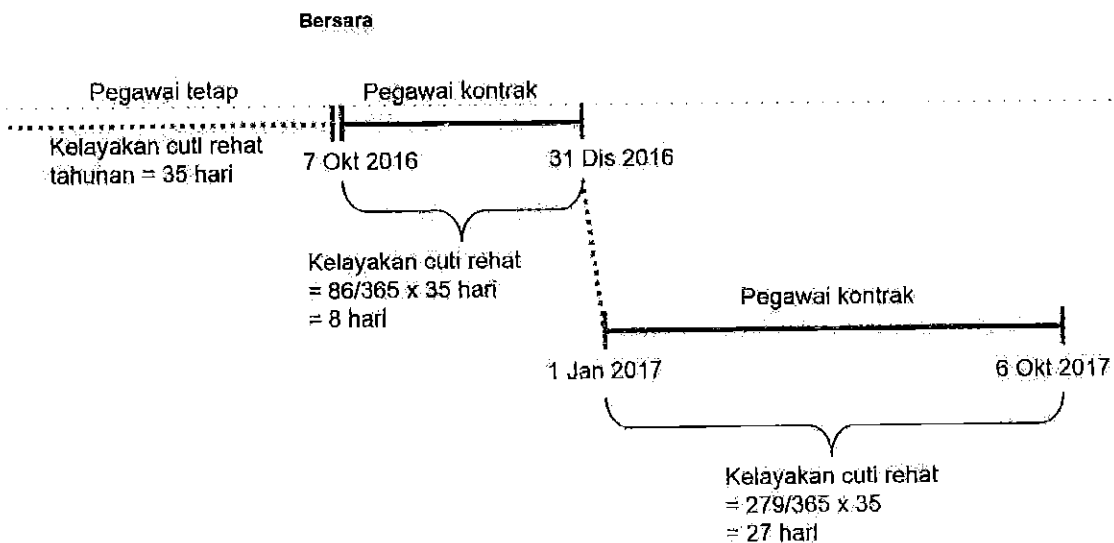 Bersara
Pegawai tetap
Pegawai kontrak
Kelayakan cuti rehat
tahunan = 35 hari
7 Okt 2016
31 Dis 2016
Kelayakan cuti rehat
= 86/365 x 35 hari
= 8 hari
Pegawai kontrak
1 Jan 2017
6 Okt 2017
Kelayakan cuti rehat
= 279/365 x 35
= 27 hari